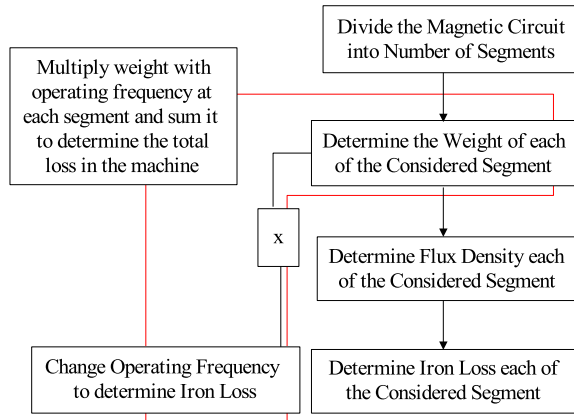 Divide the Magnetic Circuit
into Number of Segments
Multiply weight with
operating frequency at
each segment and sum it
to determine the total
loss in the machine
Determine the Weight of each
of the Considered Segment
x
Determine Flux Density each
of the Considered Segment
Change Operating Frequency
to determine Iron Loss
Determine Iron Loss each of
the Considered Segment